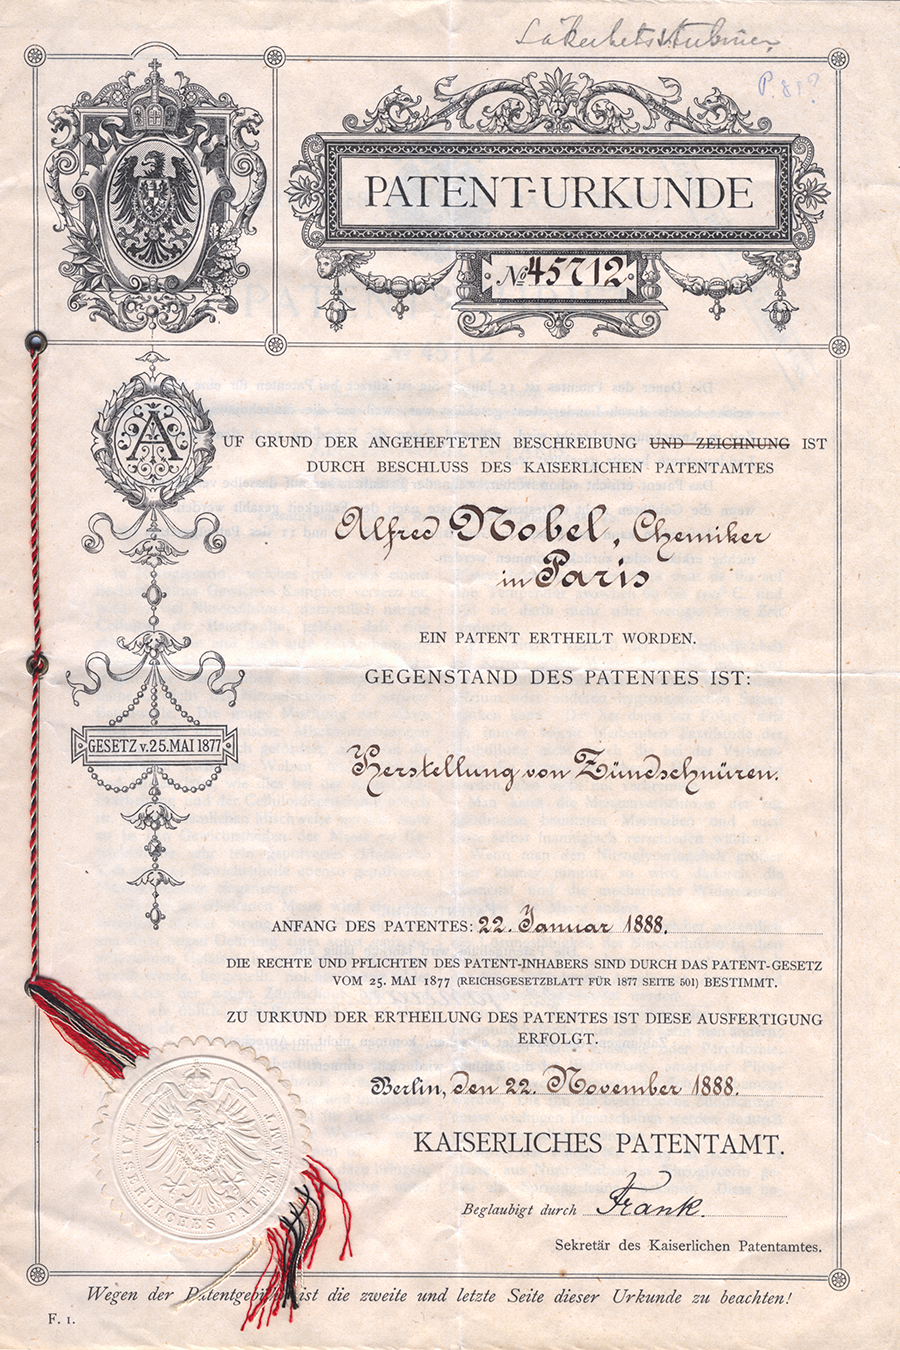 Säkerhetsstubiner.
P. 81?
PATENT-URKUNDE
№ 45712.
AUF GRUND DER ANGEHEFTETEN BESCHREIBUNG UND ZEICHNUNG IST
DURCH BESCHLUSS DES KAISERLICHEN PATENTAMTES
Alfred Nobel, Chemiker
in Paris
EIN PATENT ERTHEILT WORDEN.
GEGENSTAND DES PATENTES IST:
GESETZ v. 25. MAI 1877
Herstellung von Zündschnüren.
ANFANG DES PATENTES: 22. Januar 1888.
DIE RECHTE UND PFLICHTEN DES PATENT-INHABERS SIND DURCH DAS PATENT-GESETZ
VOM 25. MAI 1877 (REICHSGESETZBLATT FÜR 1877 SEITE 501) BESTIMMT.
ZU URKUND DER ERTHEILUNG DES PATENTES IST DIESE AUSFERTIGUNG
ERFOLGT.
Berlin, den 22. November 1888.
KAISERLICHES PATENTAMT.
KAISERLICHES PATENTAMT
Beglaubigt durch Frank.
Sekretär des Kaiserlichen Patentamtes.
Wegen der Patentgebühr ist die zweite und letzte Seite dieser Urkunde zu beachten!
F. 1.